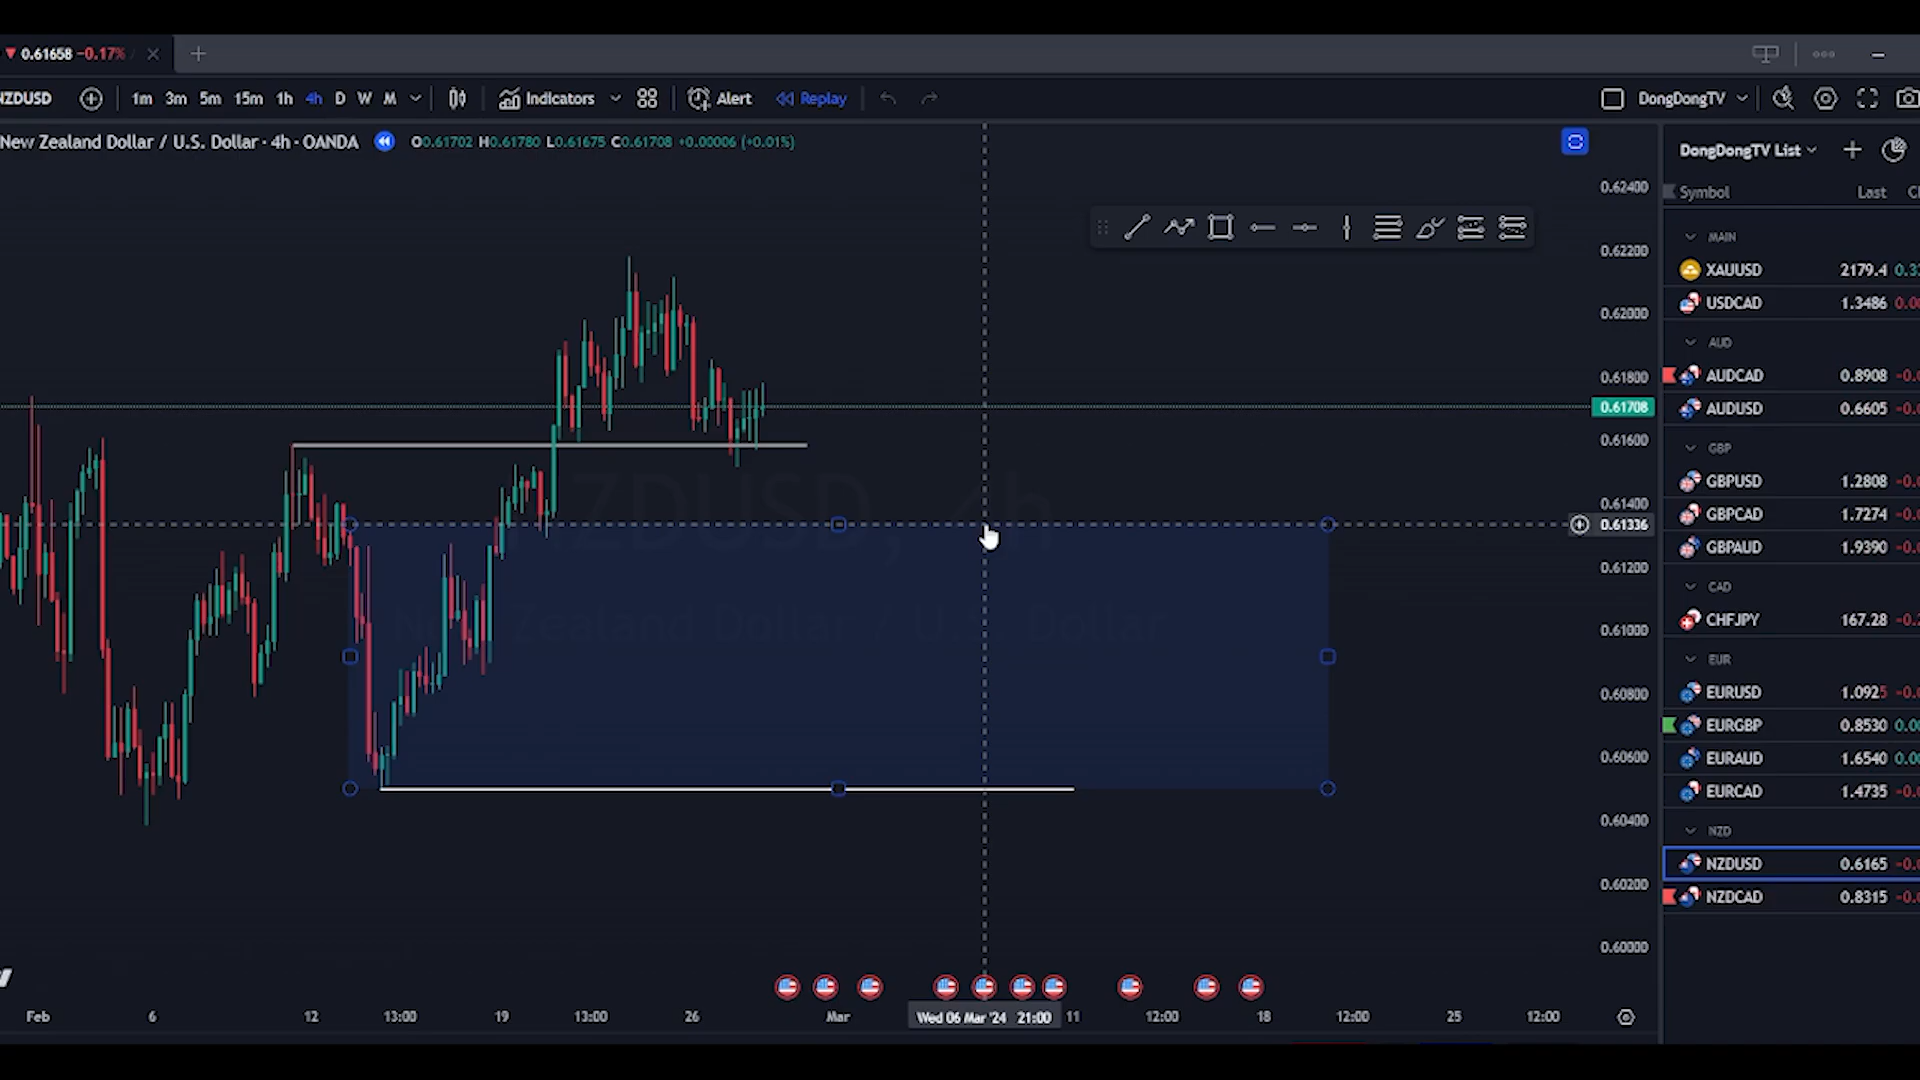 0.61658 −0.17%
NZDUSD 1m 3m 5m 15m 1h 4h D W M Indicators Alert Replay DongDongTV
New Zealand Dollar / U.S. Dollar · 4h · OANDA O0.61702 H0.61780 L0.61675 C0.61708 +0.00006 (+0.01%)
DongDongTV List
Symbol Last
0.62400
0.62200
0.62000
0.61800
0.61708
0.61600
0.61400
0.61336
0.61200
0.61000
0.60800
0.60600
0.60400
0.60200
0.60000
ZDUSD, 4h
Zealand Dollar / U.S. Dollar
MAIN
XAUUSD 2179.4
USDCAD 1.3486
AUD
AUDCAD 0.8908
AUDUSD 0.6605
GBP
GBPUSD 1.2808
GBPCAD 1.7274
GBPAUD 1.9390
CAD
CHFJPY 167.28
EUR
EURUSD 1.0925
EURGBP 0.8530
EURAUD 1.6540
EURCAD 1.4735
NZD
NZDUSD 0.6165
NZDCAD 0.8315
Feb 6 12 13:00 19 13:00 26 Mar Wed 06 Mar '24 21:00 11 12:00 18 12:00 25 12:00